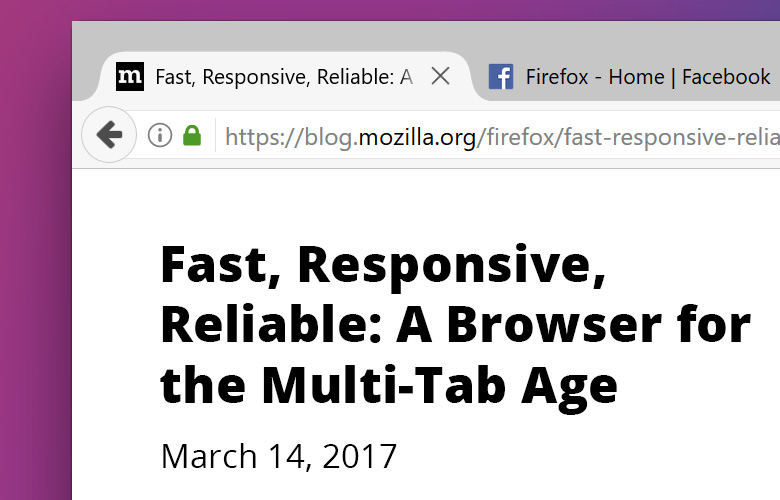 m Fast, Responsive, Reliable: A Firefox - Home | Facebook
https://blog.mozilla.org/firefox/fast-responsive-relia
Fast, Responsive,
Reliable: A Browser for
the Multi-Tab Age
March 14, 2017